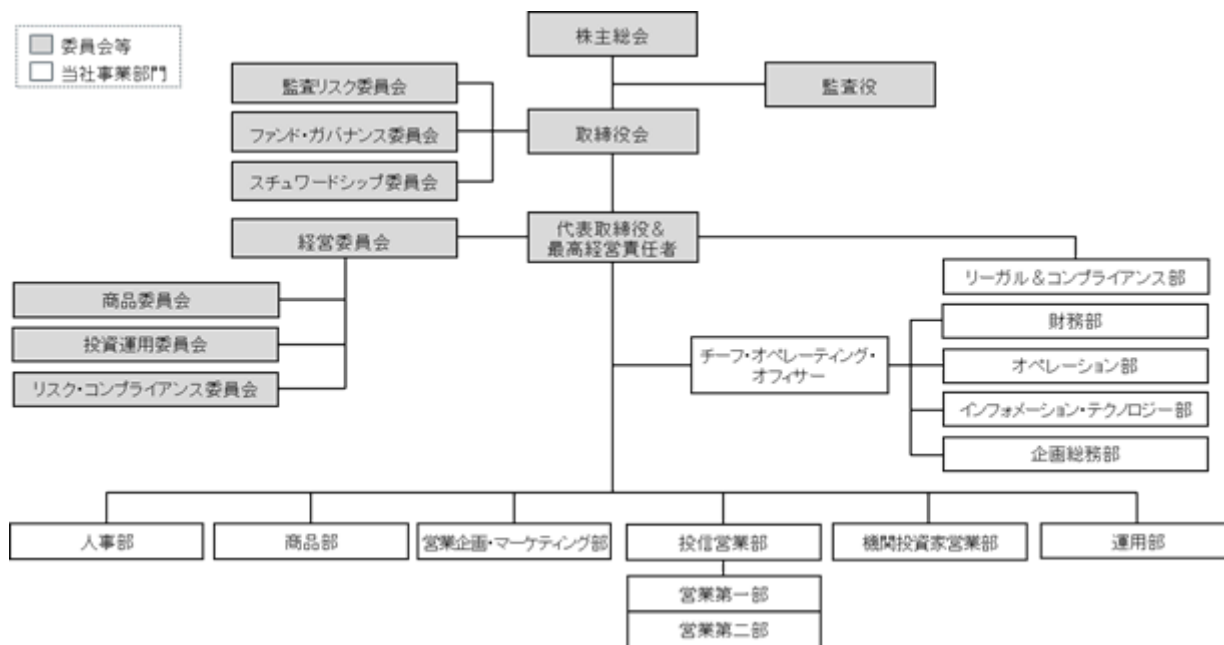 委員会等
当社事業部門
株主総会
監査リスク委員会
監査役
ファンド・ガバナンス委員会
取締役会
スチュワードシップ委員会
経営委員会
代表取締役＆
最高経営責任者
リーガル＆コンプライアンス部
商品委員会
財務部
投資運用委員会
チーフ・オペレーティング・
オフィサー
オペレーション部
リスク・コンプライアンス委員会
インフォメーション・テクノロジー部
企画総務部
人事部
商品部
営業企画・マーケティング部
投信営業部
機関投資家営業部
運用部
営業第一部
営業第二部